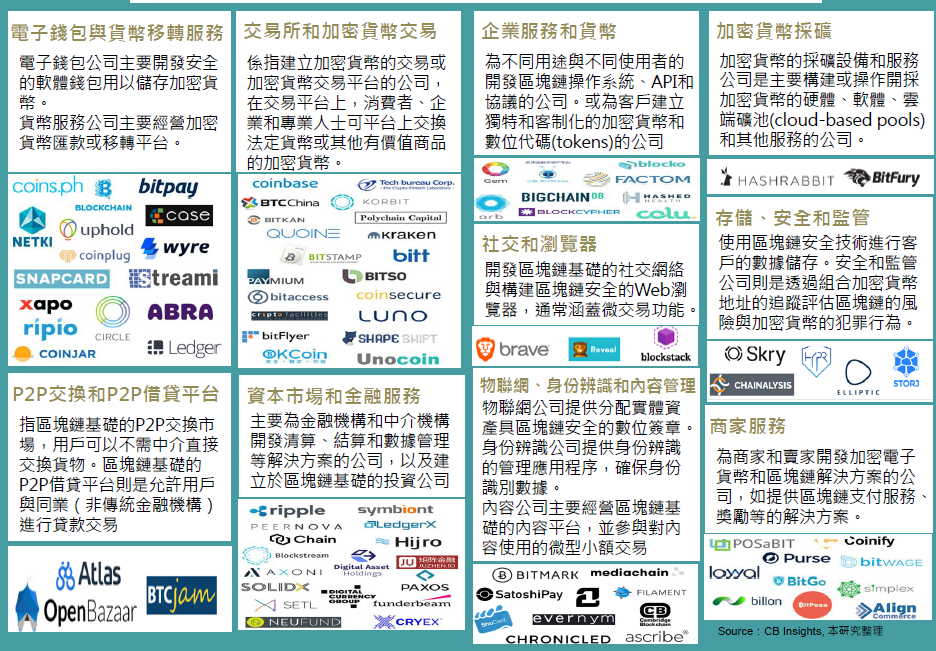 電子錢包與貨幣移轉服務
電子錢包公司主要開發安全
的軟體錢包用以儲存加密貨
幣。
貨幣服務公司主要經營加密
貨幣匯款或移轉平台。
coins.ph
BLOCKCHAIN
bitpay
NETKI
uphold
case
coinplug
wyre
SNAPCARD
Streami
xapo
ripio
CIRCLE
ABRA
COINJAR
Ledger
P2P交換和P2P借貸平台
指區塊鏈基礎的P2P交換市
場，用戶可以不需中介直接
交換貨物。區塊鏈基礎的
P2P借貸平台則是允許用戶
與同業（非傳統金融機構）
進行貸款交易
Atlas
OpenBazaar
BTCjam
交易所和加密貨幣交易
係指建立加密貨幣的交易或
加密貨幣交易平台的公司，
在交易平台上，消費者、企
業和專業人士可平台上交換
法定貨幣或其他有價值商品
的加密貨幣。
coinbase
Tech bureau Corp.
- the Crypto-Fintech Laboratory -
BTCChina
KORBIT
BITKAN
Polychain Capital
QUOINE
kraken
BITSTAMP
bitt
PAYMIUM
BITSO
bitaccess
coinsecure
crypto facilities
LUNO
bitFlyer
SHAPE SHIFT
OKCoin
Unocoin
資本市場和金融服務
主要為金融機構和中介機構
開發清算、結算和數據管理
等解決方案的公司，以及建
立於區塊鏈基礎的投資公司
ripple
symbiont
PEERNOVA
LedgerX
Chain
Hijro
Blockstream
Digital Asset
Holdings
JU 矩阵金融
JUZHEN.IO
AXONI
SOLIDX
DIGITAL
CURRENCY
GROUP
PAXOS
SETL
funderbeam
NEUFUND
CRYEX
企業服務和貨幣
為不同用途與不同使用者的
開發區塊鏈操作系統、API和
協議的公司。或為客戶建立
獨特和客制化的加密貨幣和
數位代碼(tokens)的公司
Gem
blocko
FACTOM
orb
BIGCHAINDB
HASHED
HEALTH
BLOCKCYPHER
colu
社交和瀏覽器
開發區塊鏈基礎的社交網絡
與構建區塊鏈安全的Web瀏
覽器，通常涵蓋微交易功能。
brave
Reveal
blockstack
物聯網、身份辨識和內容管理
物聯網公司提供分配實體資
產具區塊鏈安全的數位簽章。
身份辨識公司提供身份辨識
的管理應用程序，確保身份
識別數據。
內容公司主要經營區塊鏈基
礎的內容平台，並參與對內
容使用的微型小額交易
BITMARK
mediachain
SatoshiPay
FILAMENT
ShoCard
evernym
CB
Cambridge
Blockchain
CHRONICLED
ascribe
加密貨幣採礦
加密貨幣的採礦設備和服務
公司是主要構建或操作開採
加密貨幣的硬體、軟體、雲
端礦池(cloud-based pools)
和其他服務的公司。
HASHRABBIT
BitFury
存儲、安全和監管
使用區塊鏈安全技術進行客
戶的數據儲存。安全和監管
公司則是透過組合加密貨幣
地址的追蹤評估區塊鏈的風
險與加密貨幣的犯罪行為。
Skry
CHAINALYSIS
ELLIPTIC
STORJ
商家服務
為商家和賣家開發加密電子
貨幣和區塊鏈解決方案的公
司，如提供區塊鏈支付服務、
獎勵等的解決方案。
POSaBIT
Coinify
Purse
bitWAGE
loyyal
BitGo
simplex
billon
BitPesa
Align
Commerce
Source：CB Insights, 本研究整理